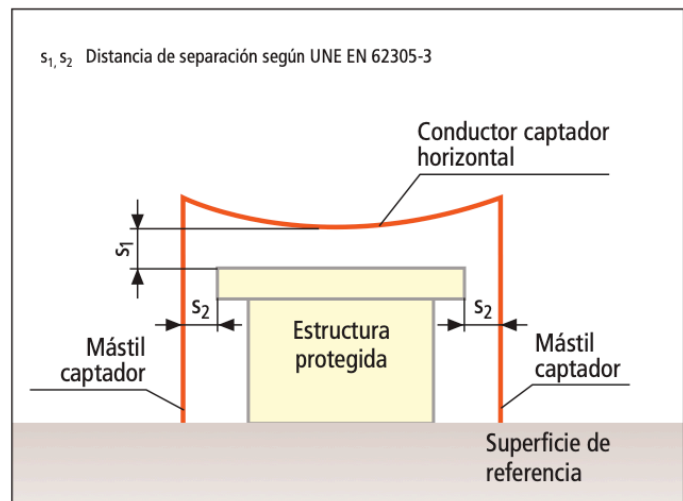 s1, s2 Distancia de separación según UNE EN 62305-3
Conductor captador
horizontal
s1
s2
s2
Estructura
protegida
Mástil
captador
Mástil
captador
Superficie de
referencia